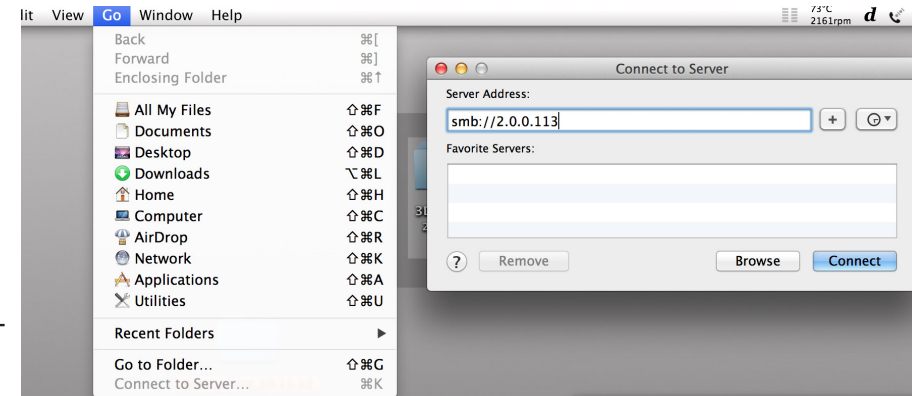 lit View Go Window Help
73°C
2161rpm
d
Back ⌘[
Forward ⌘]
Enclosing Folder ⌘↑
All My Files ⇧⌘F
Documents ⇧⌘O
Desktop ⇧⌘D
Downloads ⌥⌘L
Home ⇧⌘H
Computer ⇧⌘C
AirDrop ⇧⌘R
Network ⇧⌘K
Applications ⇧⌘A
Utilities ⇧⌘U
Recent Folders ▶
Go to Folder... ⇧⌘G
Connect to Server... ⌘K
Connect to Server
Server Address:
smb://2.0.0.113
+
Favorite Servers:
? Remove Browse Connect